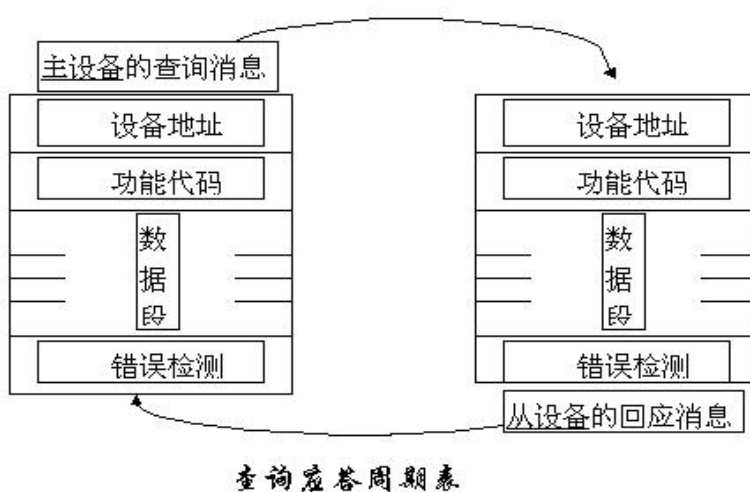 主设备的查询消息
设备地址
功能代码
数
据
段
错误检测
设备地址
功能代码
数
据
段
错误检测
从设备的回应消息
查询应答周期表